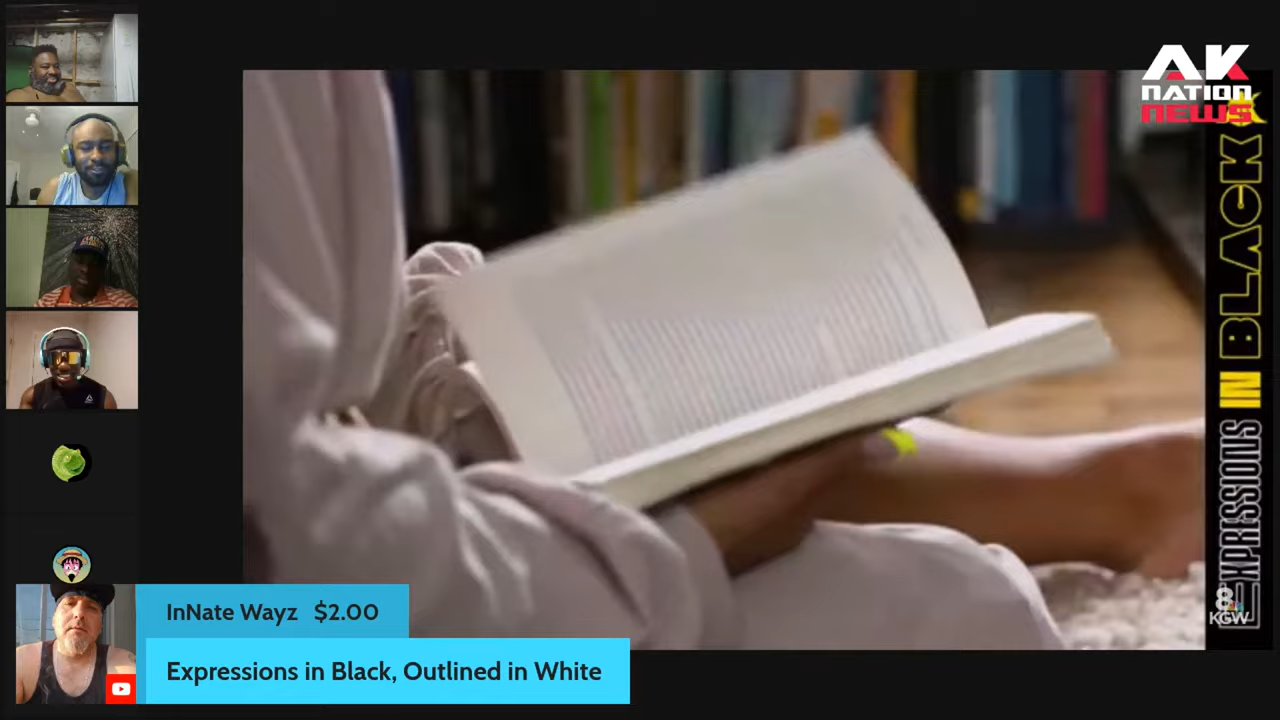 AK
NATION
NEWS
EXPRESSIONS IN BLACK
8
KGW
InNate Wayz $2.00
Expressions in Black, Outlined in White